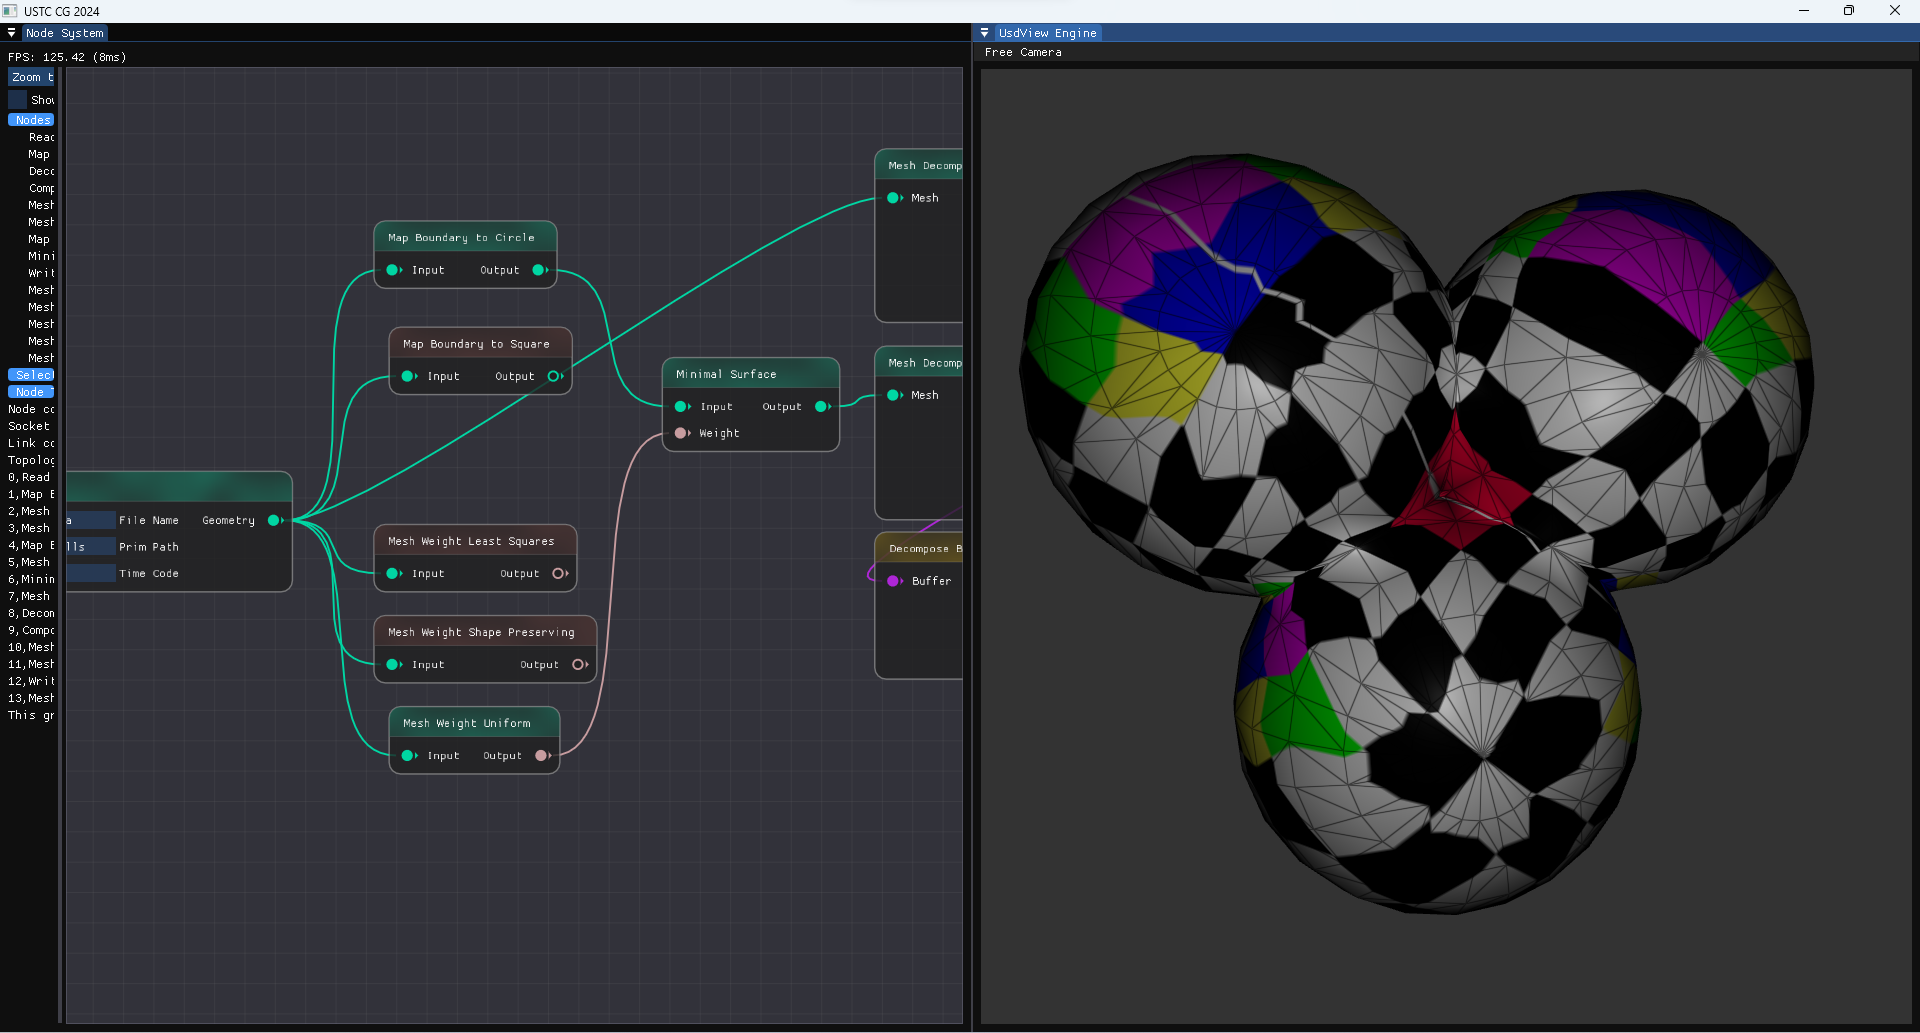 USTC CG 2024
Node System
FPS: 125.42 (8ms)
Zoom t
Shou
Nodes
Reac
Map
Decc
Comp
Mesh
Mesh
Map
Mini
Writ
Mesh
Mesh
Mesh
Mesh
Mesh
Select
Node T
Node cc
Socket
Link cc
Topolog
0,Read
1,Map B
2,Mesh
3,Mesh
4,Map B
5,Mesh
6,Minim
7,Mesh
8,Decom
9,Compo
10,Mesh
11,Mesh
12,Writ
13,Mesh
This gr
Map Boundary to Circle
Input Output
Map Boundary to Square
Input Output
a File Name Geometry
lls Prim Path
Time Code
Mesh Weight Least Squares
Input Output
Mesh Weight Shape Preserving
Input Output
Mesh Weight Uniform
Input Output
Minimal Surface
Input Output
Weight
Mesh Decomp
Mesh
Mesh Decomp
Mesh
Decompose B
Buffer
UsdView Engine
Free Camera